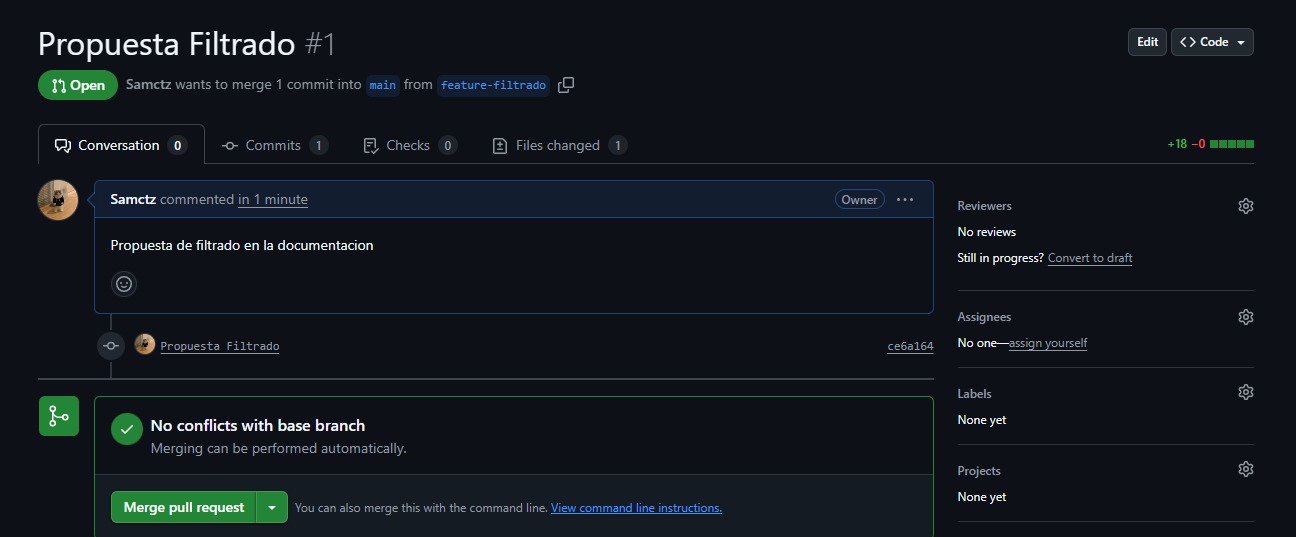 Propuesta Filtrado #1
Edit
<> Code
Open
Samctz wants to merge 1 commit into main from feature-filtrado
Conversation 0
Commits 1
Checks 0
Files changed 1
+18 −0
Samctz commented in 1 minute
Owner
Propuesta de filtrado en la documentacion
Propuesta Filtrado
ce6a164
No conflicts with base branch
Merging can be performed automatically.
Merge pull request
You can also merge this with the command line. View command line instructions.
Reviewers
No reviews
Still in progress? Convert to draft
Assignees
No one—assign yourself
Labels
None yet
Projects
None yet